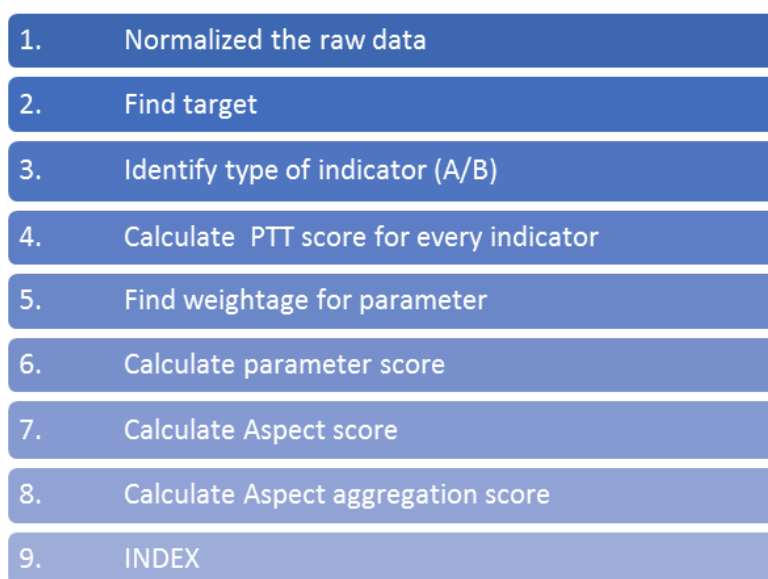 1. Normalized the raw data
2. Find target
3. Identify type of indicator (A/B)
4. Calculate PTT score for every indicator
5. Find weightage for parameter
6. Calculate parameter score
7. Calculate Aspect score
8. Calculate Aspect aggregation score
9. INDEX